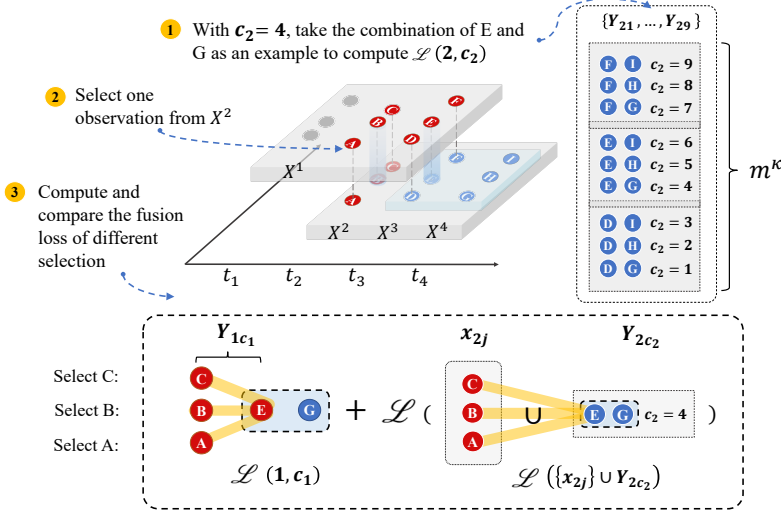 1 With c₂ = 4, take the combination of E and
G as an example to compute ℒ (2, c₂)
2 Select one
observation from X²
3 Compute and
compare the fusion
loss of different
selection
F
C
B
E
A
D
X¹
C
F
I
B
E
H
A
D
G
X² X³ X⁴
t₁ t₂ t₃ t₄
{Y₂₁, ..., Y₂₉}
F I c₂ = 9
F H c₂ = 8
F G c₂ = 7
E I c₂ = 6
E H c₂ = 5
E G c₂ = 4
D I c₂ = 3
D H c₂ = 2
D G c₂ = 1
mᴷ
Y₁c₁ x₂ⱼ Y₂c₂
Select C: C C
Select B: B E G + ℒ ( B ∪ E G c₂ = 4 )
Select A: A A
ℒ (1, c₁) ℒ ({x₂ⱼ} ∪ Y₂c₂)